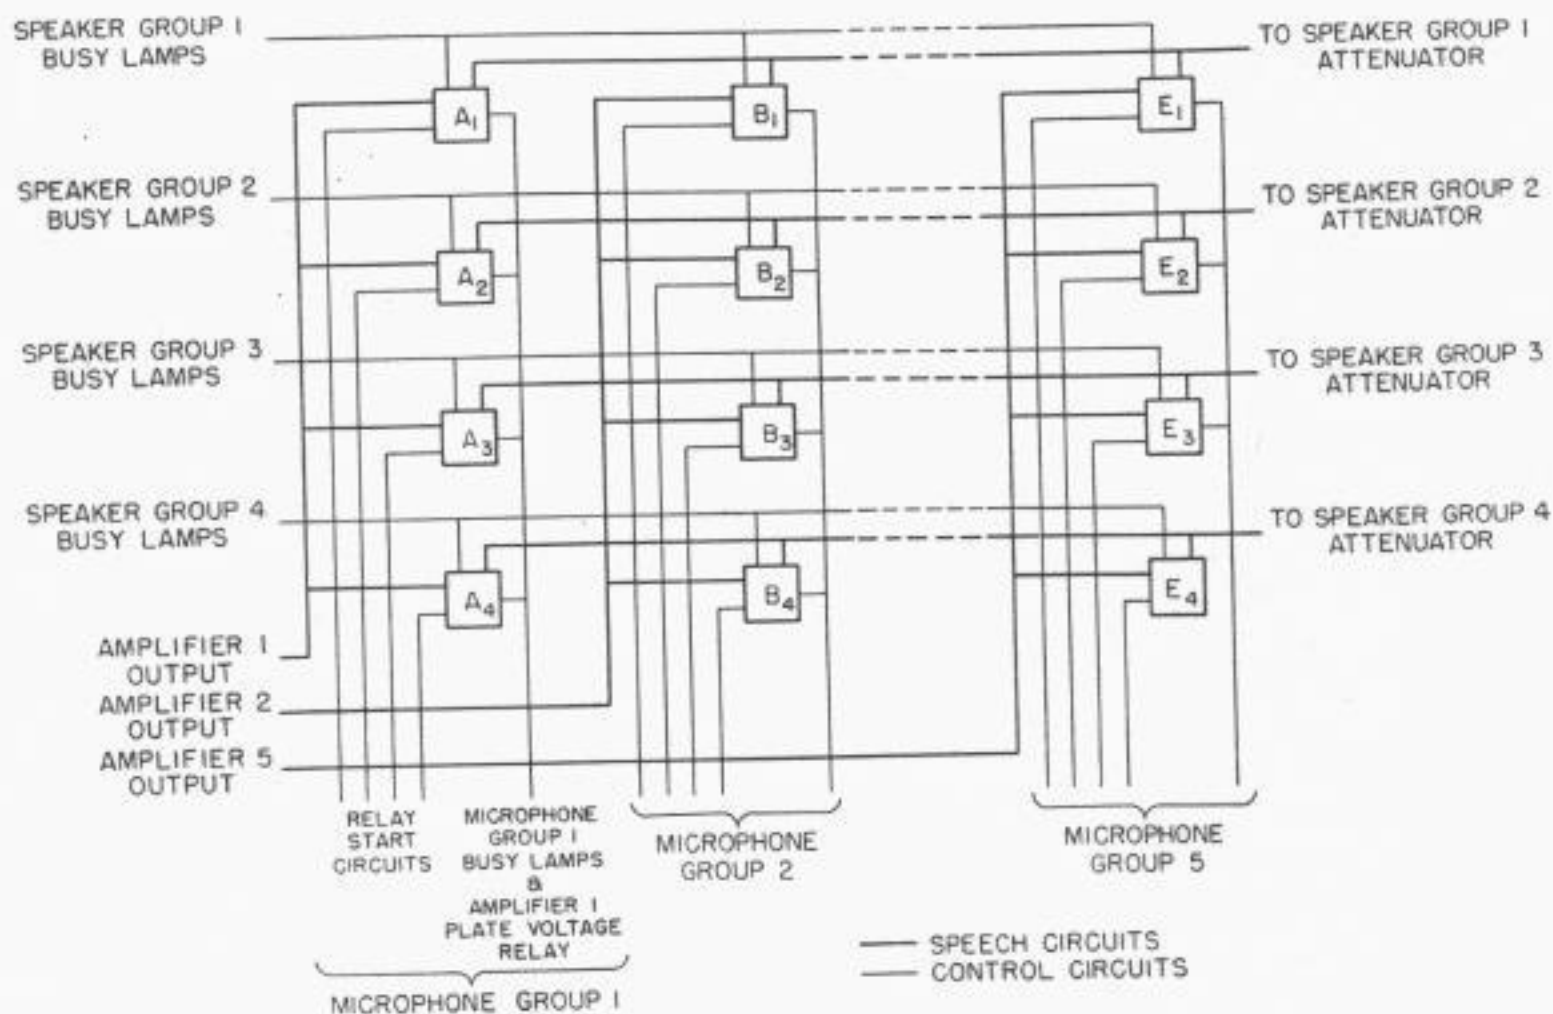 SPEAKER GROUP 1
BUSY LAMPS
TO SPEAKER GROUP 1
ATTENUATOR
A1
B1
E1
SPEAKER GROUP 2
BUSY LAMPS
TO SPEAKER GROUP 2
ATTENUATOR
A2
B2
E2
SPEAKER GROUP 3
BUSY LAMPS
TO SPEAKER GROUP 3
ATTENUATOR
A3
B3
E3
SPEAKER GROUP 4
BUSY LAMPS
TO SPEAKER GROUP 4
ATTENUATOR
A4
B4
E4
AMPLIFIER 1
OUTPUT
AMPLIFIER 2
OUTPUT
AMPLIFIER 5
OUTPUT
RELAY
START
CIRCUITS
MICROPHONE
GROUP 1
BUSY LAMPS
&
AMPLIFIER 1
PLATE VOLTAGE
RELAY
MICROPHONE GROUP 1
MICROPHONE
GROUP 2
MICROPHONE
GROUP 5
SPEECH CIRCUITS
CONTROL CIRCUITS